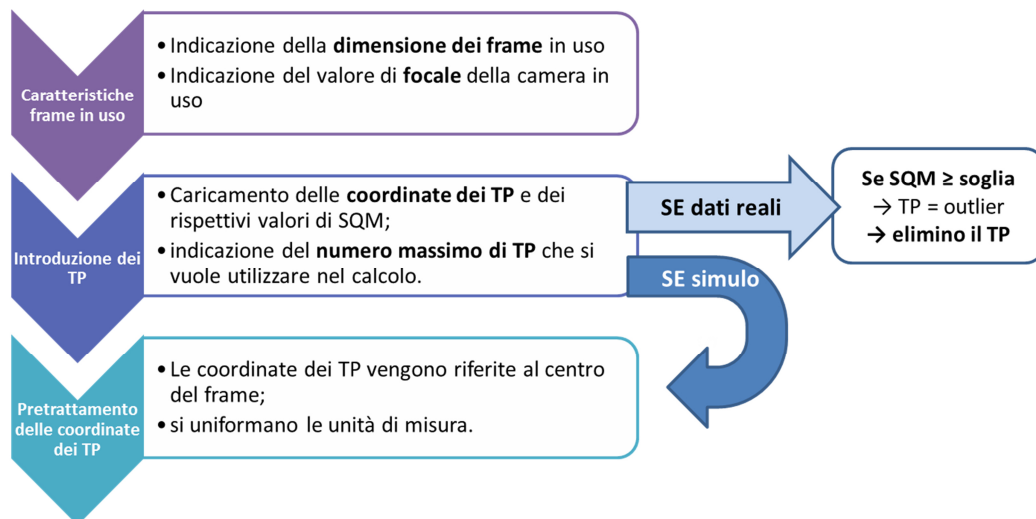 Caratteristiche
frame in uso
• Indicazione della dimensione dei frame in uso
• Indicazione del valore di focale della camera in
uso
Introduzione dei
TP
• Caricamento delle coordinate dei TP e dei
rispettivi valori di SQM;
• indicazione del numero massimo di TP che si
vuole utilizzare nel calcolo.
SE dati reali
Se SQM ≥ soglia
→ TP = outlier
→ elimino il TP
SE simulo
Pretrattamento
delle coordinate
dei TP
• Le coordinate dei TP vengono riferite al centro
del frame;
• si uniformano le unità di misura.